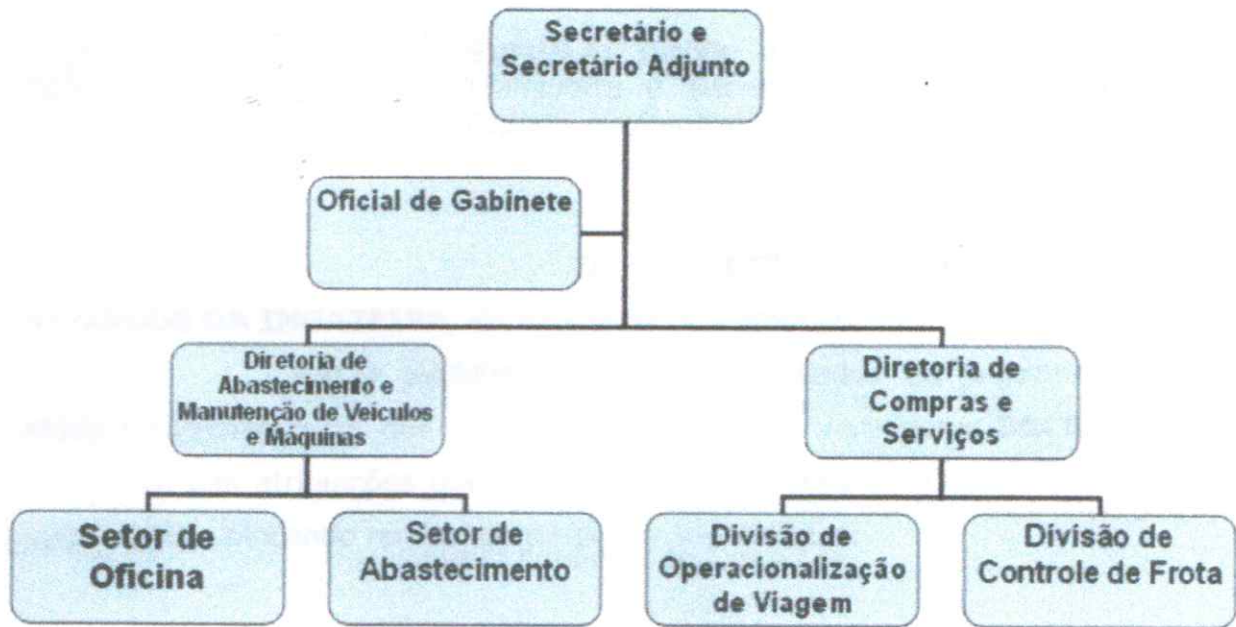 Secretário e
Secretário Adjunto
Oficial de Gabinete
Diretoria de
Abastecimento e
Manutenção de Veículos
e Máquinas
Diretoria de
Compras e
Serviços
Setor de
Oficina
Setor de
Abastecimento
Divisão de
Operacionalização
de Viagem
Divisão de
Controle de Frota